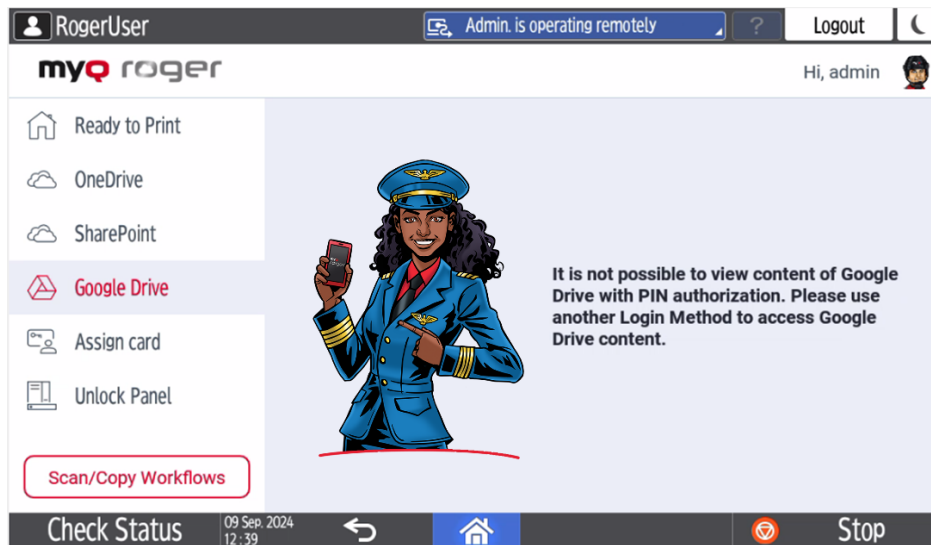 RogerUser
Admin. is operating remotely
?
Logout
myQ roger
Hi, admin
Ready to Print
OneDrive
SharePoint
Google Drive
Assign card
Unlock Panel
Scan/Copy Workflows
It is not possible to view content of Google
Drive with PIN authorization. Please use
another Login Method to access Google
Drive content.
Check Status
09 Sep. 2024
12:39
Stop